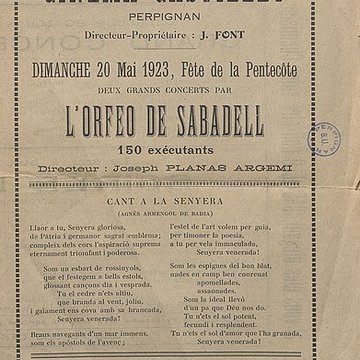 PERPIGNAN
Directeur-Propriétaire : J. FONT
DIMANCHE 20 Mai 1923, Fête de la Pentecôte
DEUX GRANDS CONCERTS PAR
L'ORFEO DE SABADELL
150 exécutants
Directeur : Joseph PLANAS ARGEMI
CANT A LA SENYERA
(AGNÈS ARMENGOL DE BADIA)
Llaor a tu, Senyera gloriosa,
de Pàtria i germanor sagrat emblema;
compleix dels cors l'aspiració suprema
eternament triomfant y poderosa.
Som un esbart de rossinyols,
que et festegem a bells estols,
glossant cançons dia i vesprada.
Tu el cedre n'ets altiu,
que branda al vent, joliu,
i gaiament ens cova amb sa brancada,
Senyera venerada!
Braus navegants d'un mar immens,
som els apòstols de l'avenç;
l'estel de l'art volem per guia,
per timoner la poesia,
a tu per vela immaculada,
Senyera venerada!
Som les espigues del bon blat,
nades en camp ben conreat
apomellades,
assaonades.
Som la ideal llevó
d'un pa que Déu nos do.
Tu n'ets el sol potent,
fecund i resplendent.
Tu n'ets el sol d'amor que l'ha granada,
Senyera venerada!